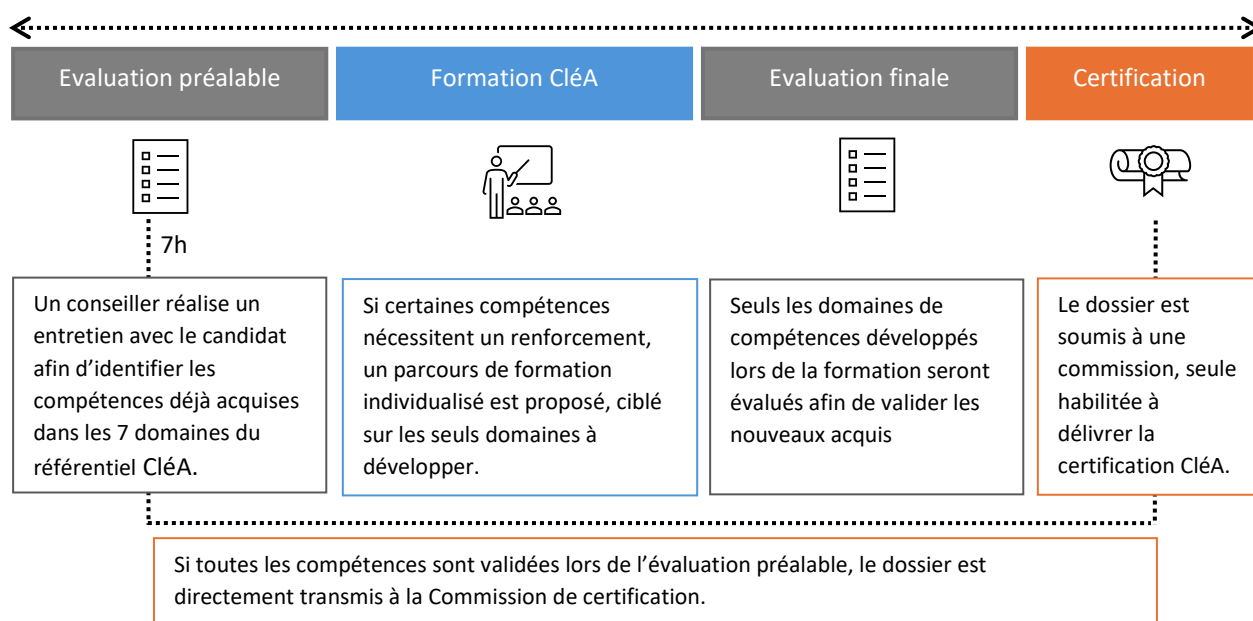 Evaluation préalable
Formation CléA
Evaluation finale
Certification
7h
Un conseiller réalise un
entretien avec le candidat
afin d’identifier les
compétences déjà acquises
dans les 7 domaines du
référentiel CléA.
Si certaines compétences
nécessitent un renforcement,
un parcours de formation
individualisé est proposé, ciblé
sur les seuls domaines à
développer.
Seuls les domaines de
compétences développés
lors de la formation seront
évalués afin de valider les
nouveaux acquis
Le dossier est
soumis à une
commission, seule
habilitée à
délivrer la
certification CléA.
Si toutes les compétences sont validées lors de l’évaluation préalable, le dossier est
directement transmis à la Commission de certification.